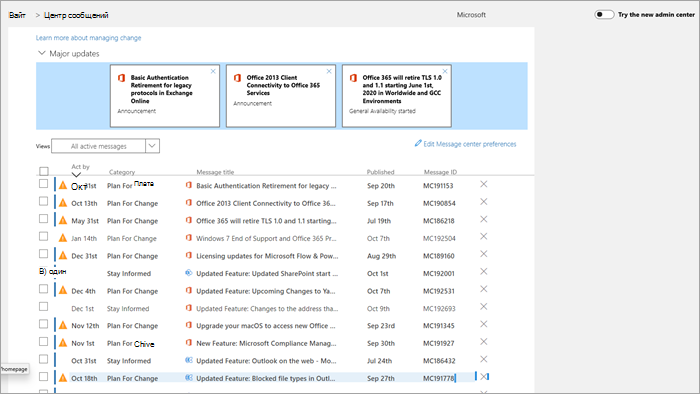 Вайт > Центр сообщений
Microsoft
Try the new admin center
Learn more about managing change
Major updates
Basic Authentication Retirement for legacy protocols in Exchange Online
Announcement
Office 2013 Client Connectivity to Office 365 Services
Announcement
Office 365 will retire TLS 1.0 and 1.1 starting June 1st, 2020 in Worldwide and GCC Environments
General Availability started
Views All active messages
Edit Message center preferences
Act by Category Message title Published Message ID
Окт 1st Plan For Плата Basic Authentication Retirement for legacy ... Sep 20th MC191153
Oct 13th Plan For Change Office 2013 Client Connectivity to Office 36... Sep 17th MC190854
May 31st Plan For Change Office 365 will retire TLS 1.0 and 1.1 starting... Jul 19th MC186218
Jan 14th Plan For Change Windows 7 End of Support and Office 365 Pr... Oct 7th MC192504
Dec 31st Plan For Change Licensing updates for Microsoft Flow & Pow... Aug 29th MC189160
В) один Stay Informed Updated Feature: Updated SharePoint start ... Oct 1st MC192001
Dec 4th Plan For Change Updated Feature: Upcoming Changes to Ya... Oct 7th MC192531
Dec 1st Stay Informed Updated Feature: Changes to the address tha... Oct 9th MC192693
Nov 12th Plan For Change Upgrade your macOS to access new Office ... Sep 23rd MC191345
Nov 1st Plan For Chive New Feature: Microsoft Compliance Manag... Sep 30th MC191927
Oct 31st Stay Informed Updated Feature: Outlook on the web - Mo... Jul 24th MC186432
Oct 18th Plan For Change Updated Feature: Blocked file types in Outl... Sep 27th MC191778
homepage